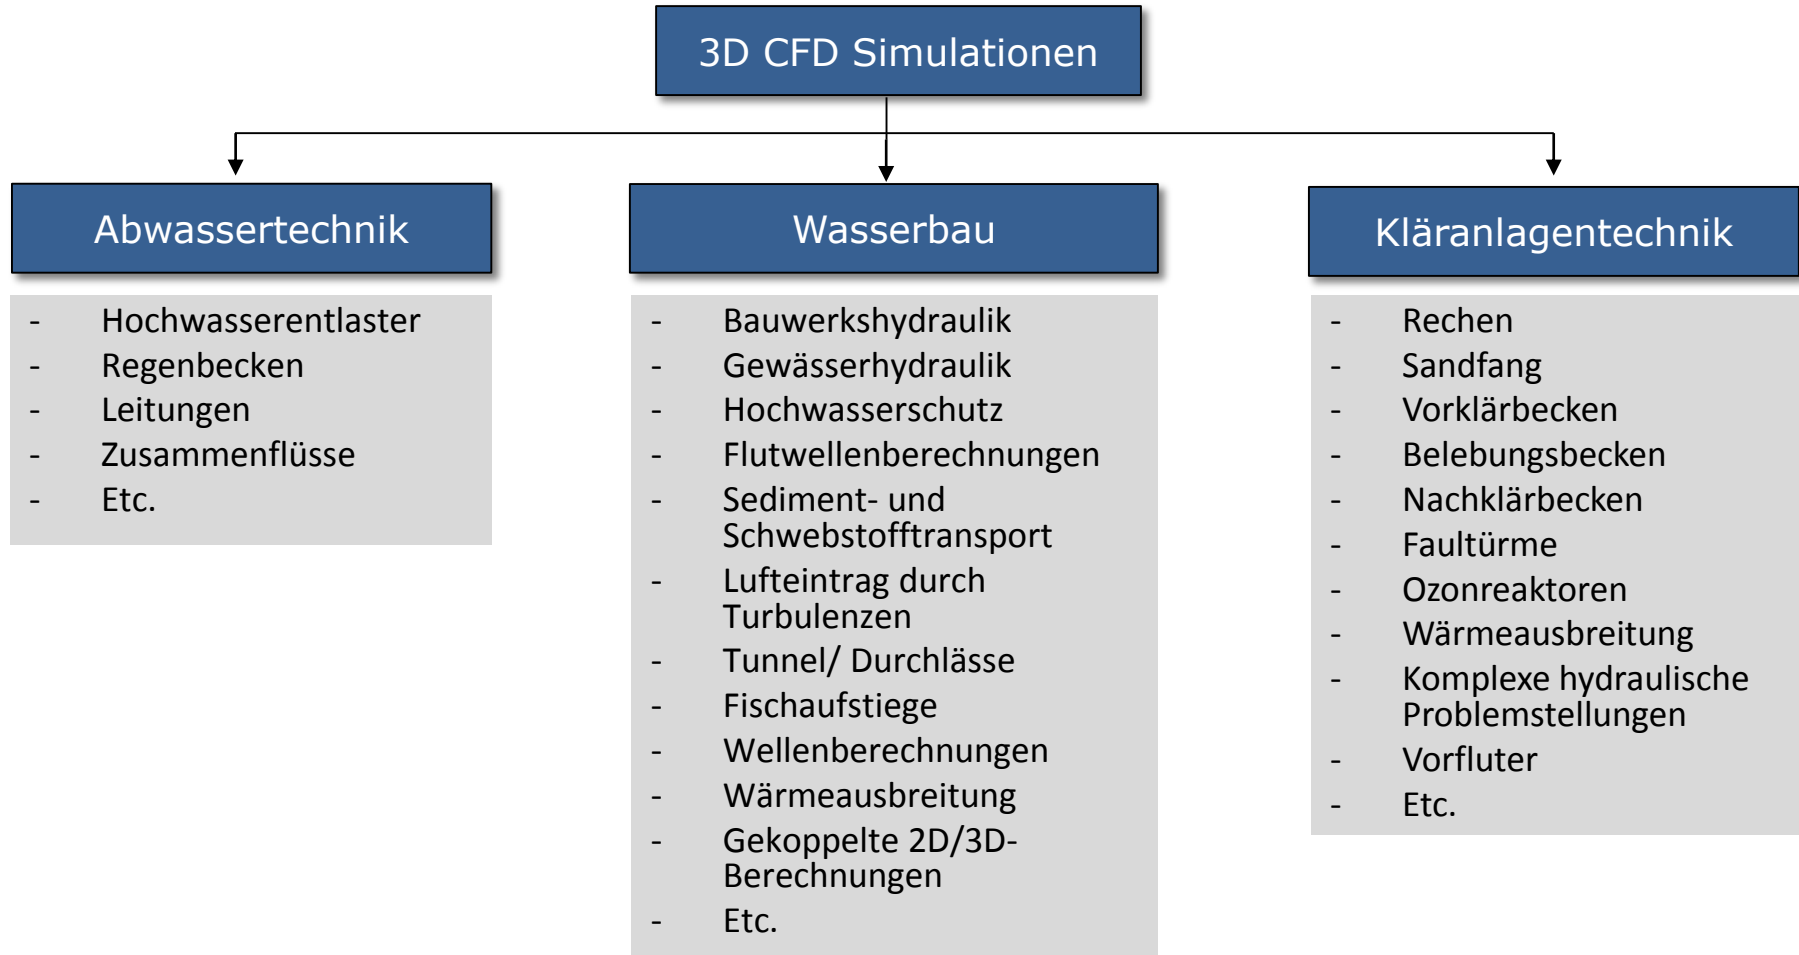 3D CFD Simulationen
Abwassertechnik
- Hochwasserentlaster
- Regenbecken
- Leitungen
- Zusammenflüsse
- Etc.
Wasserbau
- Bauwerkshydraulik
- Gewässerhydraulik
- Hochwasserschutz
- Flutwellenberechnungen
- Sediment- und
Schwebstofftransport
- Lufteintrag durch
Turbulenzen
- Tunnel/ Durchlässe
- Fischaufstiege
- Wellenberechnungen
- Wärmeausbreitung
- Gekoppelte 2D/3D-
Berechnungen
- Etc.
Kläranlagentechnik
- Rechen
- Sandfang
- Vorklärbecken
- Belebungsbecken
- Nachklärbecken
- Faultürme
- Ozonreaktoren
- Wärmeausbreitung
- Komplexe hydraulische
Problemstellungen
- Vorfluter
- Etc.